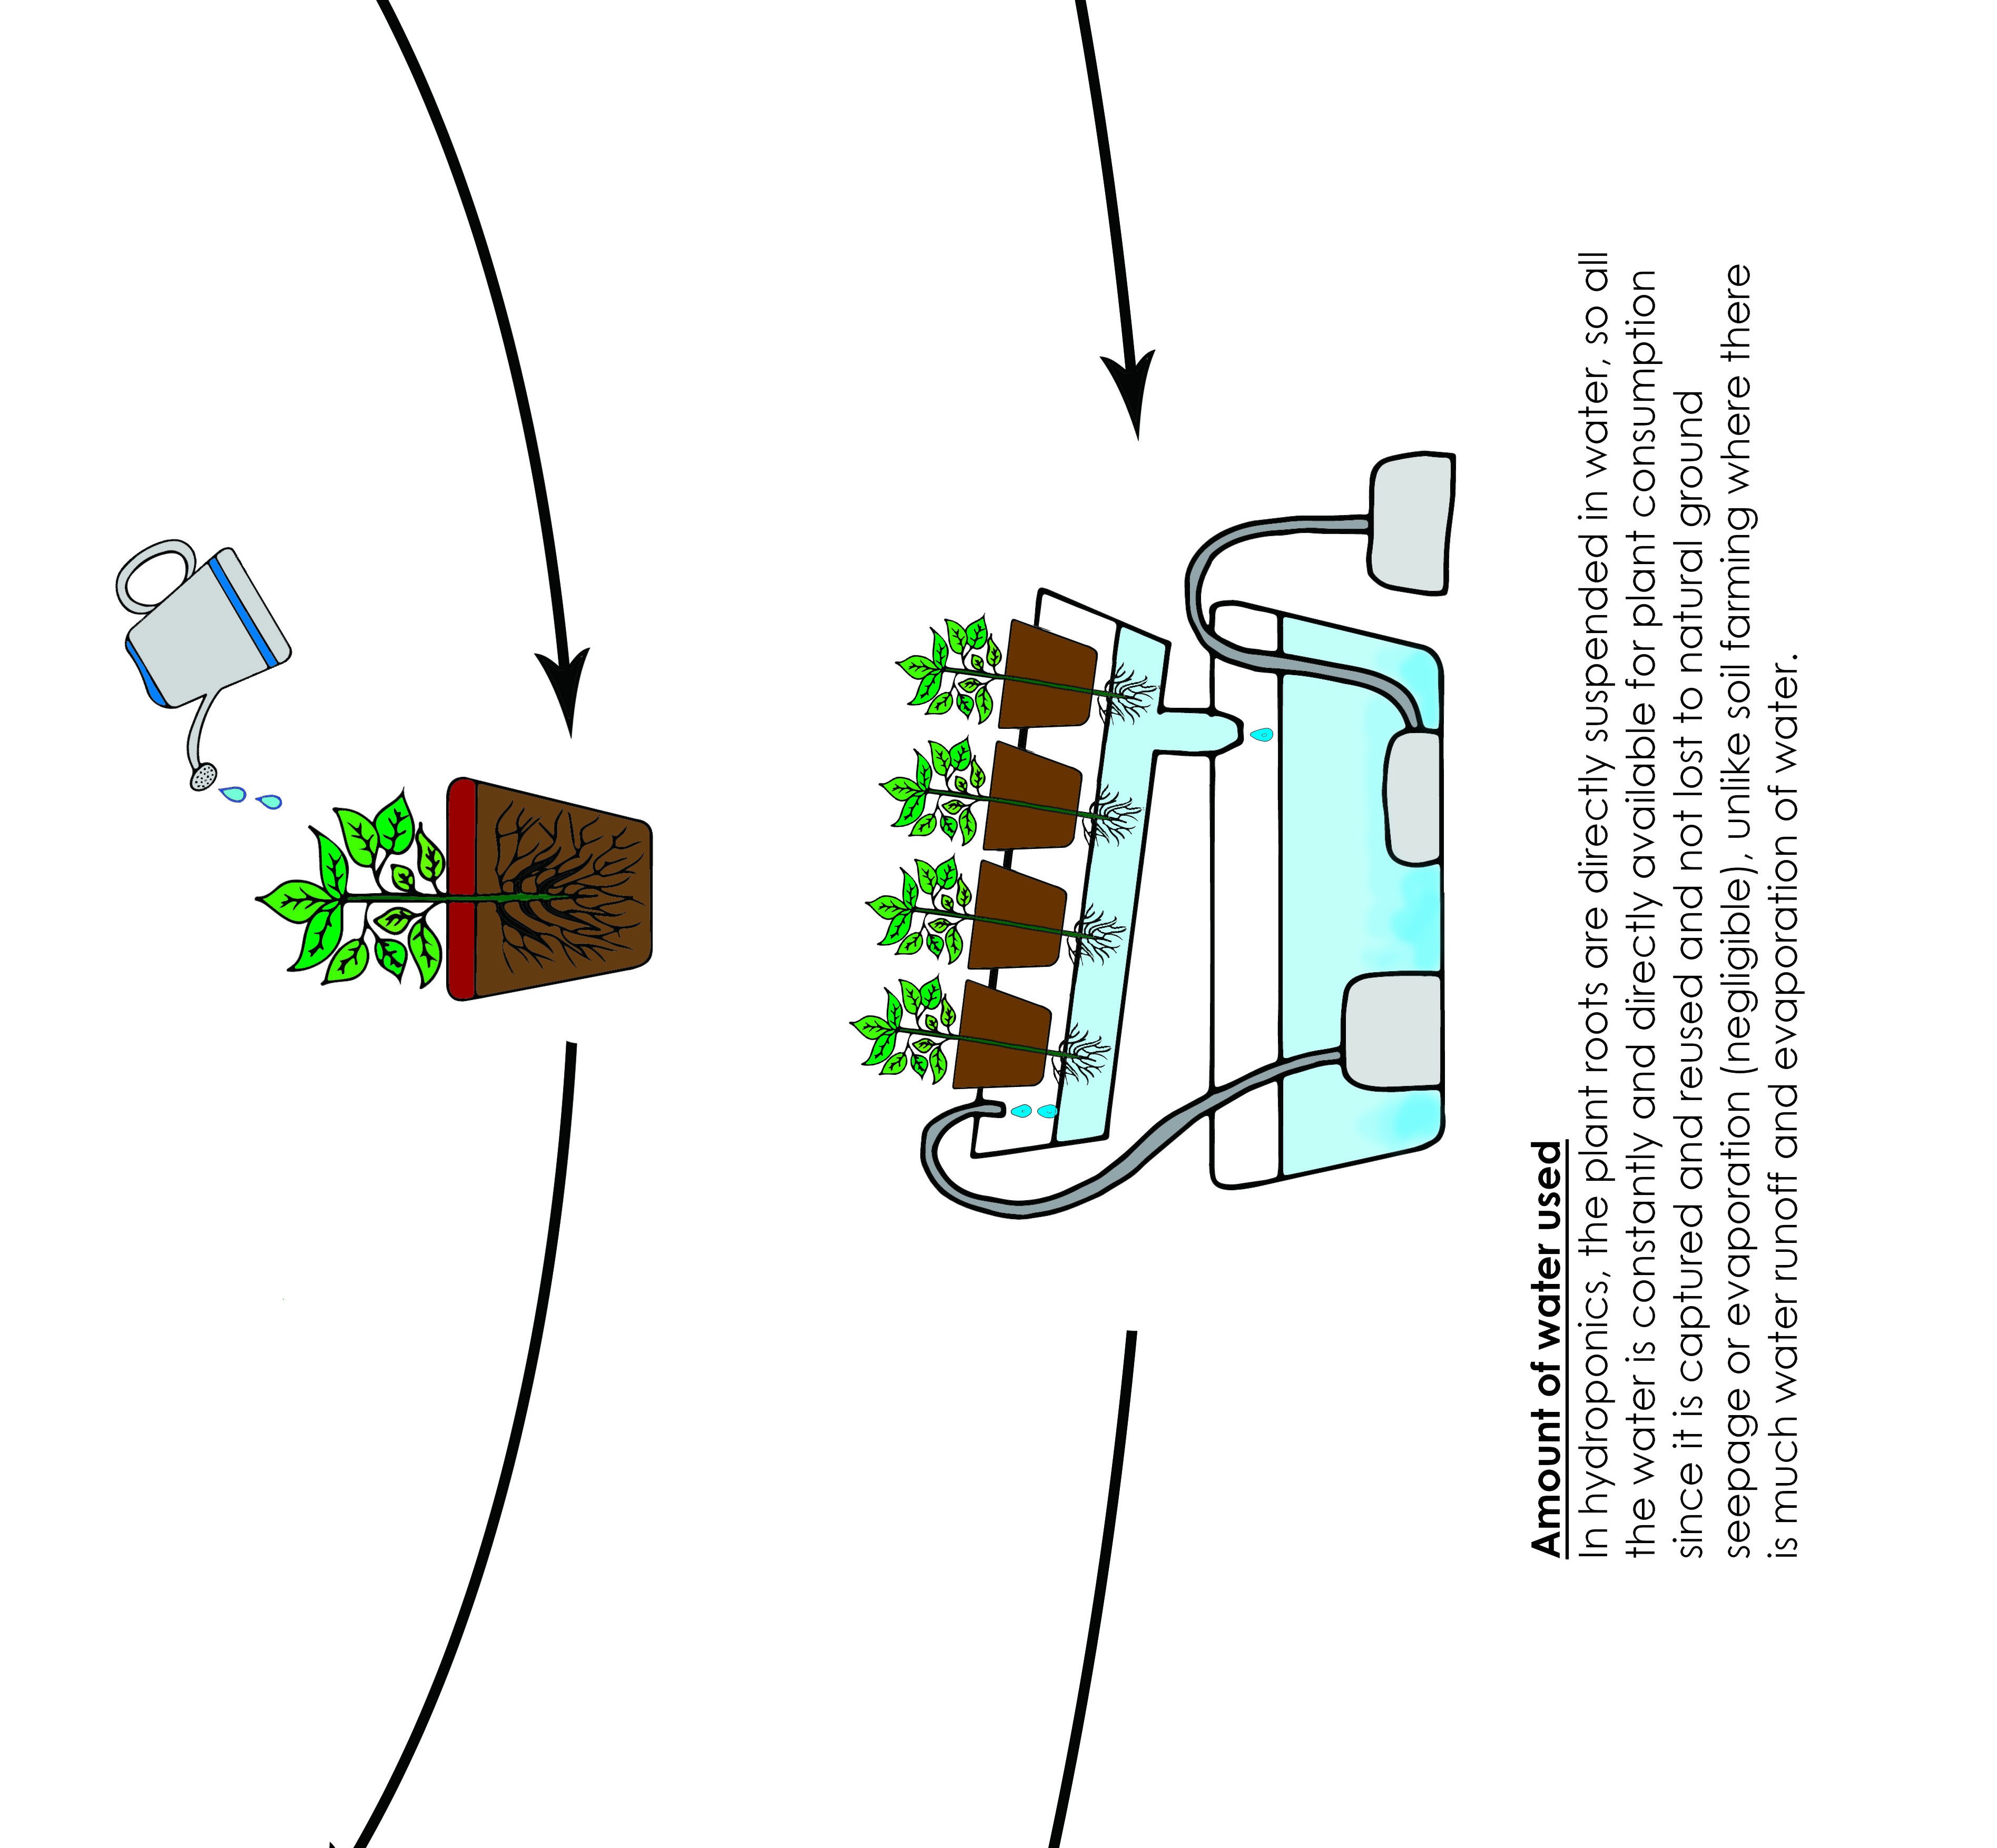 Amount of water used
In hydroponics, the plant roots are directly suspended in water, so all
the water is constantly and directly available for plant consumption
since it is captured and reused and not lost to natural ground
seepage or evaporation (negligible), unlike soil farming where there
is much water runoff and evaporation of water.